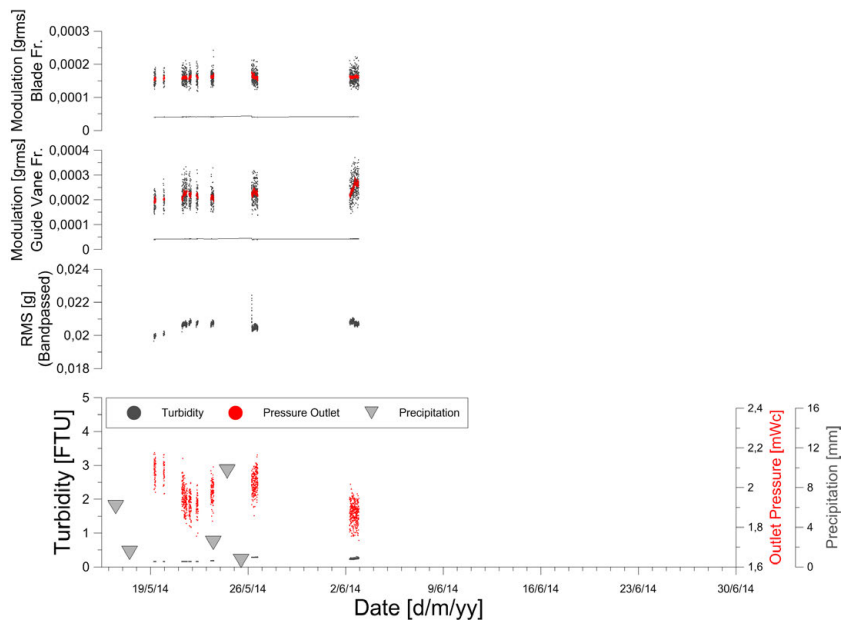 0,0003
0,0002
0,0001
0
Modulation [grms]
Blade Fr.
0,0004
0,0003
0,0002
0,0001
0
Modulation [grms]
Guide Vane Fr.
0,024
0,022
0,02
0,018
RMS [g]
(Bandpassed)
5
4
3
2
1
0
Turbidity [FTU]
Turbidity Pressure Outlet Precipitation
2,4
2,2
2
1,8
1,6
Outlet Pressure [mWc]
16
12
8
4
0
Precipitation [mm]
19/5/14 26/5/14 2/6/14 9/6/14 16/6/14 23/6/14 30/6/14
Date [d/m/yy]